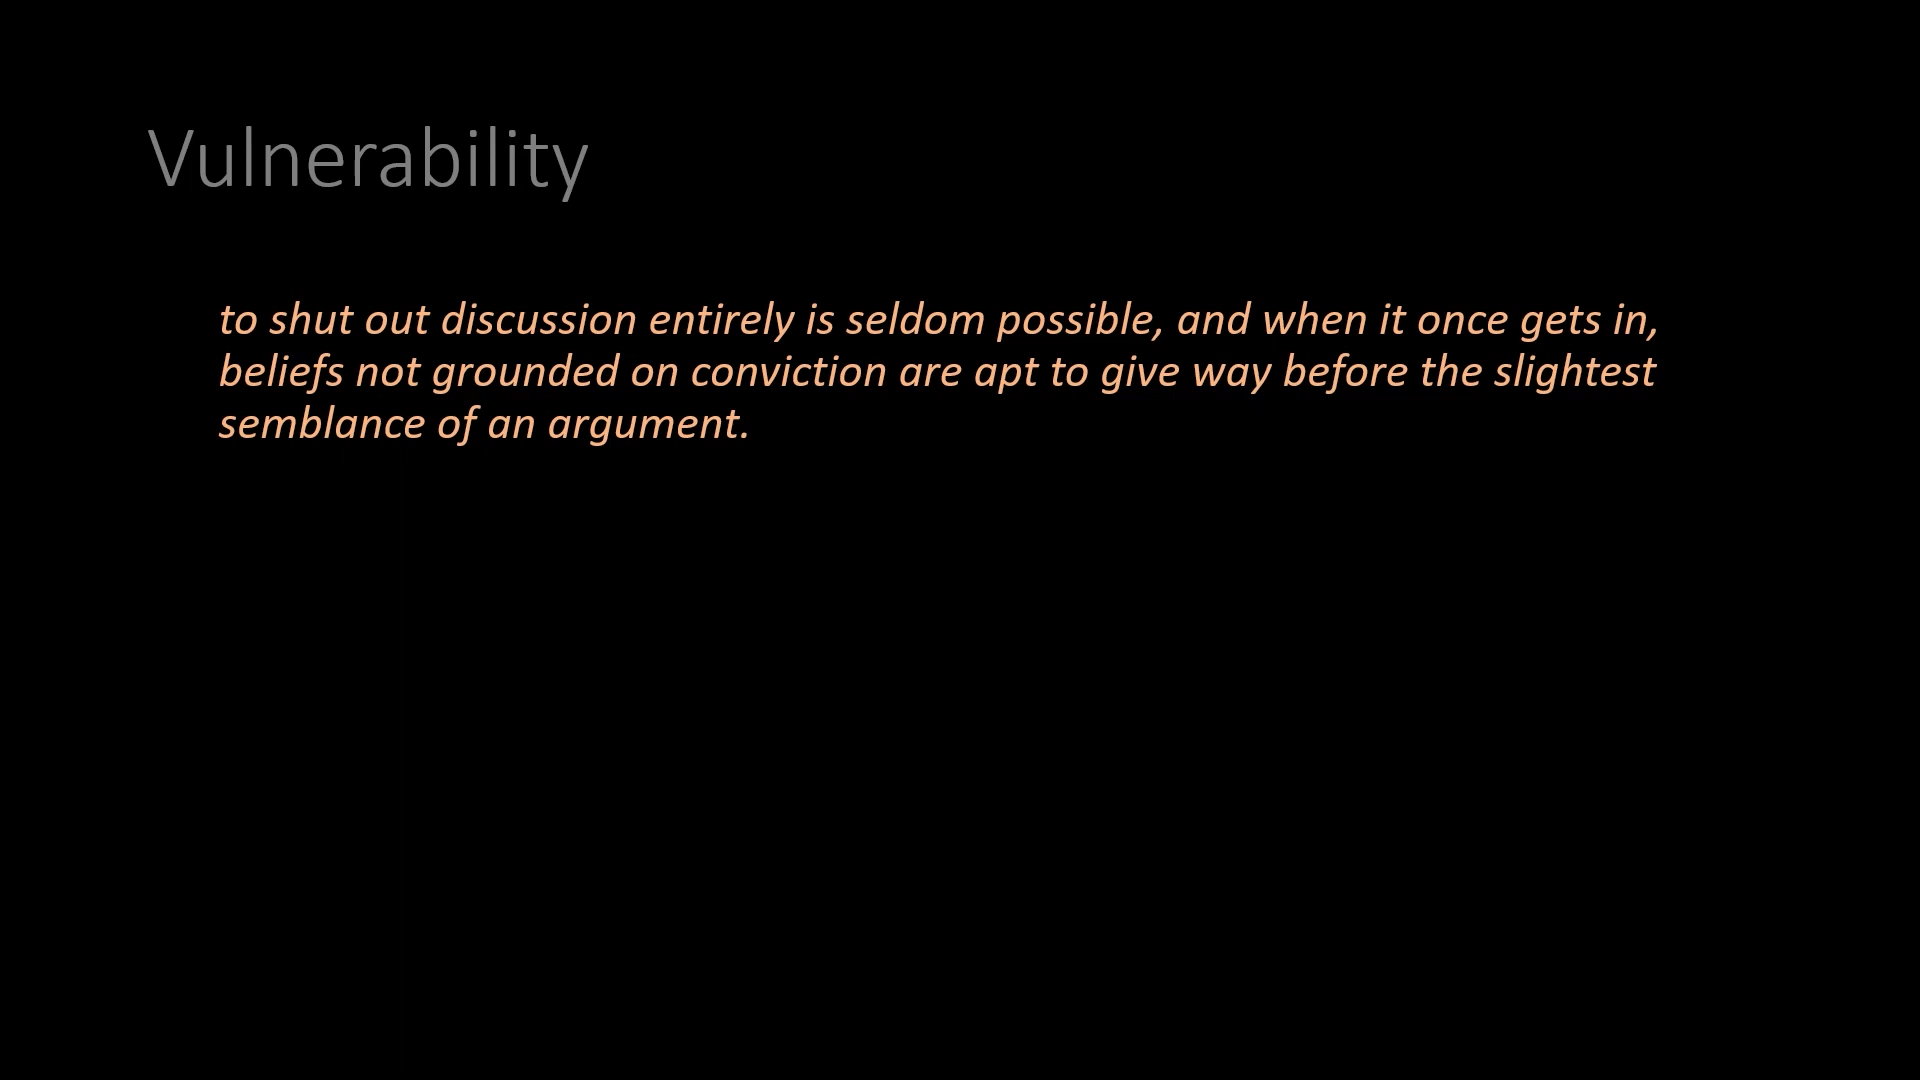 Vulnerability
to shut out discussion entirely is seldom possible, and when it once gets in,
beliefs not grounded on conviction are apt to give way before the slightest
semblance of an argument.